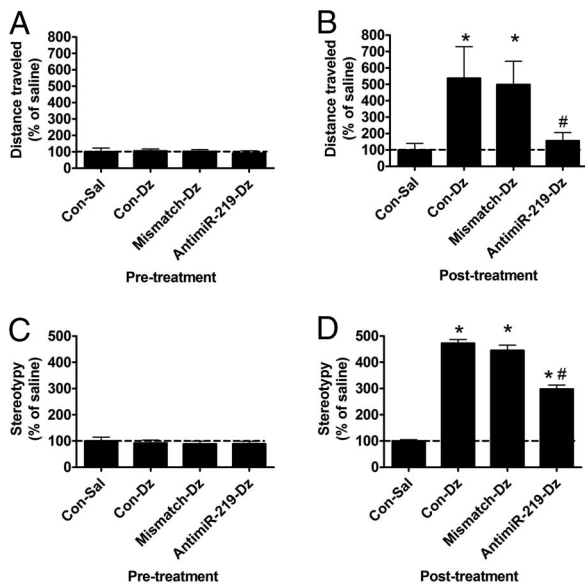 A
Distance traveled
(% of saline)
800
700
600
500
400
300
200
100
0
Con-Sal
Con-Dz
Mismatch-Dz
AntimiR-219-Dz
Pre-treatment
B
Distance traveled
(% of saline)
800
700
600
500
400
300
200
100
0
*
*
#
Con-Sal
Con-Dz
Mismatch-Dz
AntimiR-219-Dz
Post-treatment
C
Stereotypy
(% of saline)
500
400
300
200
100
0
Con-Sal
Con-Dz
Mismatch-Dz
AntimiR-219-Dz
Pre-treatment
D
Stereotypy
(% of saline)
500
400
300
200
100
0
*
*
* #
Con-Sal
Con-Dz
Mismatch-Dz
AntimiR-219-Dz
Post-treatment